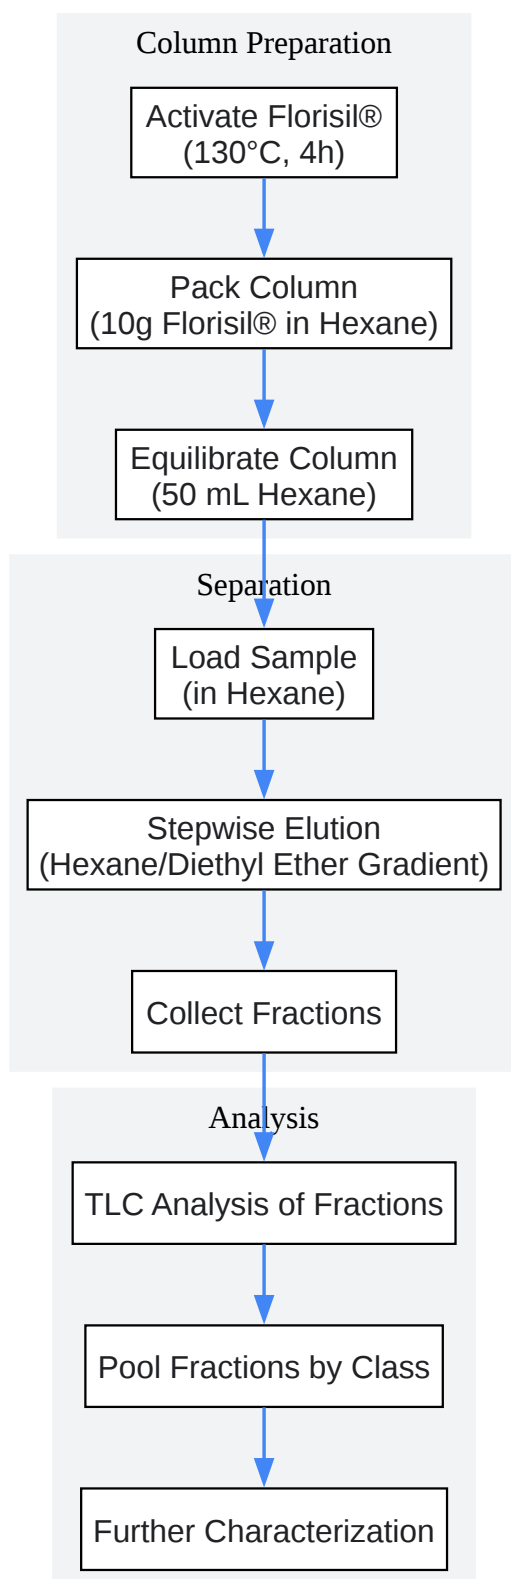 Column Preparation
Activate Florisil®
(130°C, 4h)
Pack Column
(10g Florisil® in Hexane)
Equilibrate Column
(50 mL Hexane)
Separation
Load Sample
(in Hexane)
Stepwise Elution
(Hexane/Diethyl Ether Gradient)
Collect Fractions
Analysis
TLC Analysis of Fractions
Pool Fractions by Class
Further Characterization